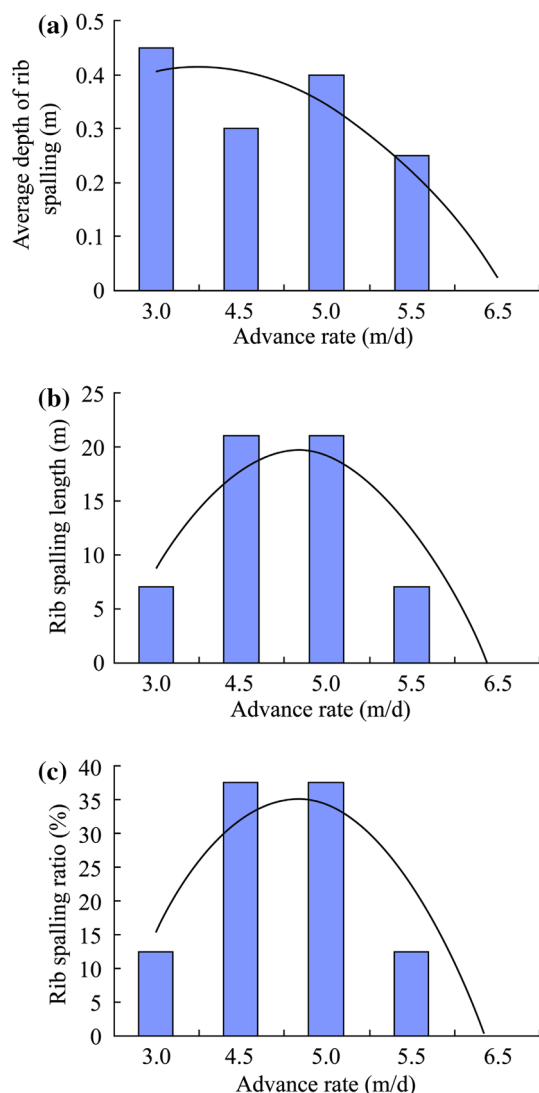 (a)
Average depth of rib
spalling (m)
0.5
0.4
0.3
0.2
0.1
0
3.0 4.5 5.0 5.5 6.5
Advance rate (m/d)
(b)
Rib spalling length (m)
25
20
15
10
5
0
3.0 4.5 5.0 5.5 6.5
Advance rate (m/d)
(c)
Rib spalling ratio (%)
40
35
30
25
20
15
10
5
0
3.0 4.5 5.0 5.5 6.5
Advance rate (m/d)